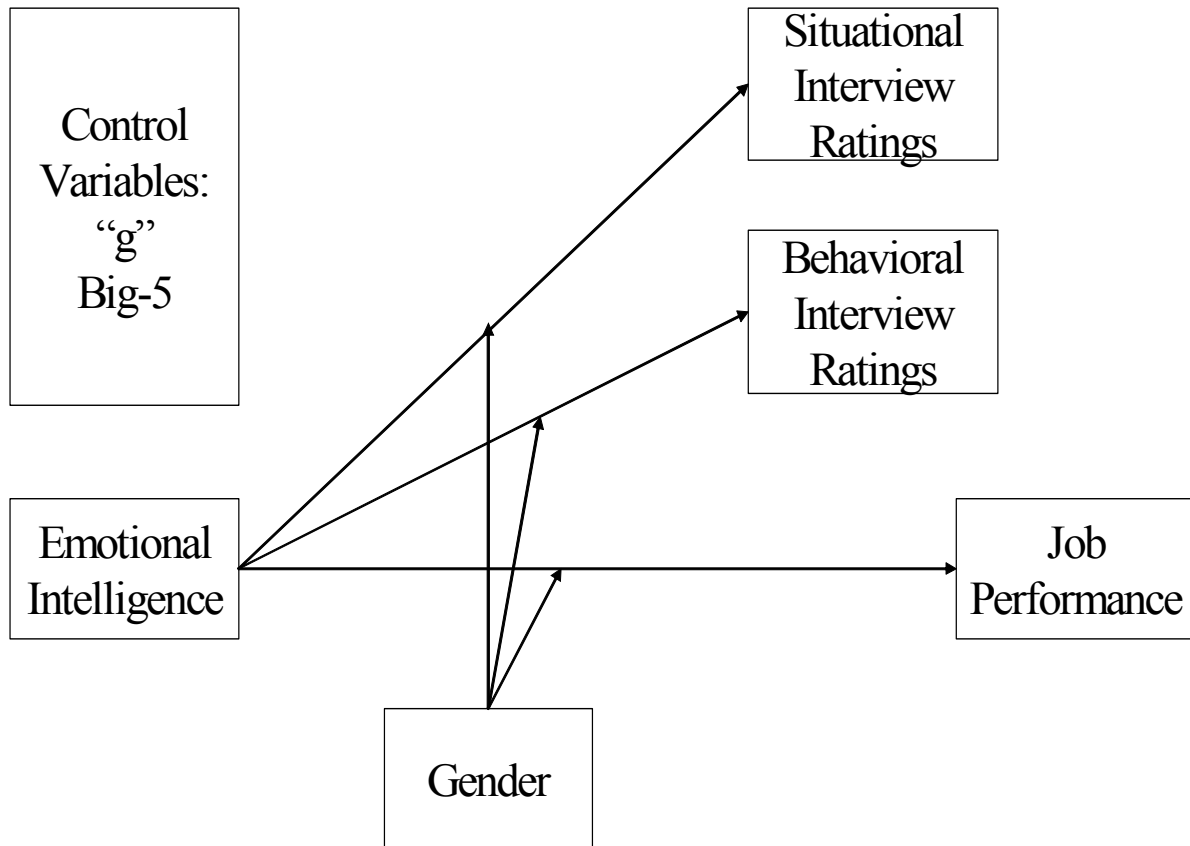 Control
Variables:
“g”
Big-5
Situational
Interview
Ratings
Behavioral
Interview
Ratings
Emotional
Intelligence
Job
Performance
Gender